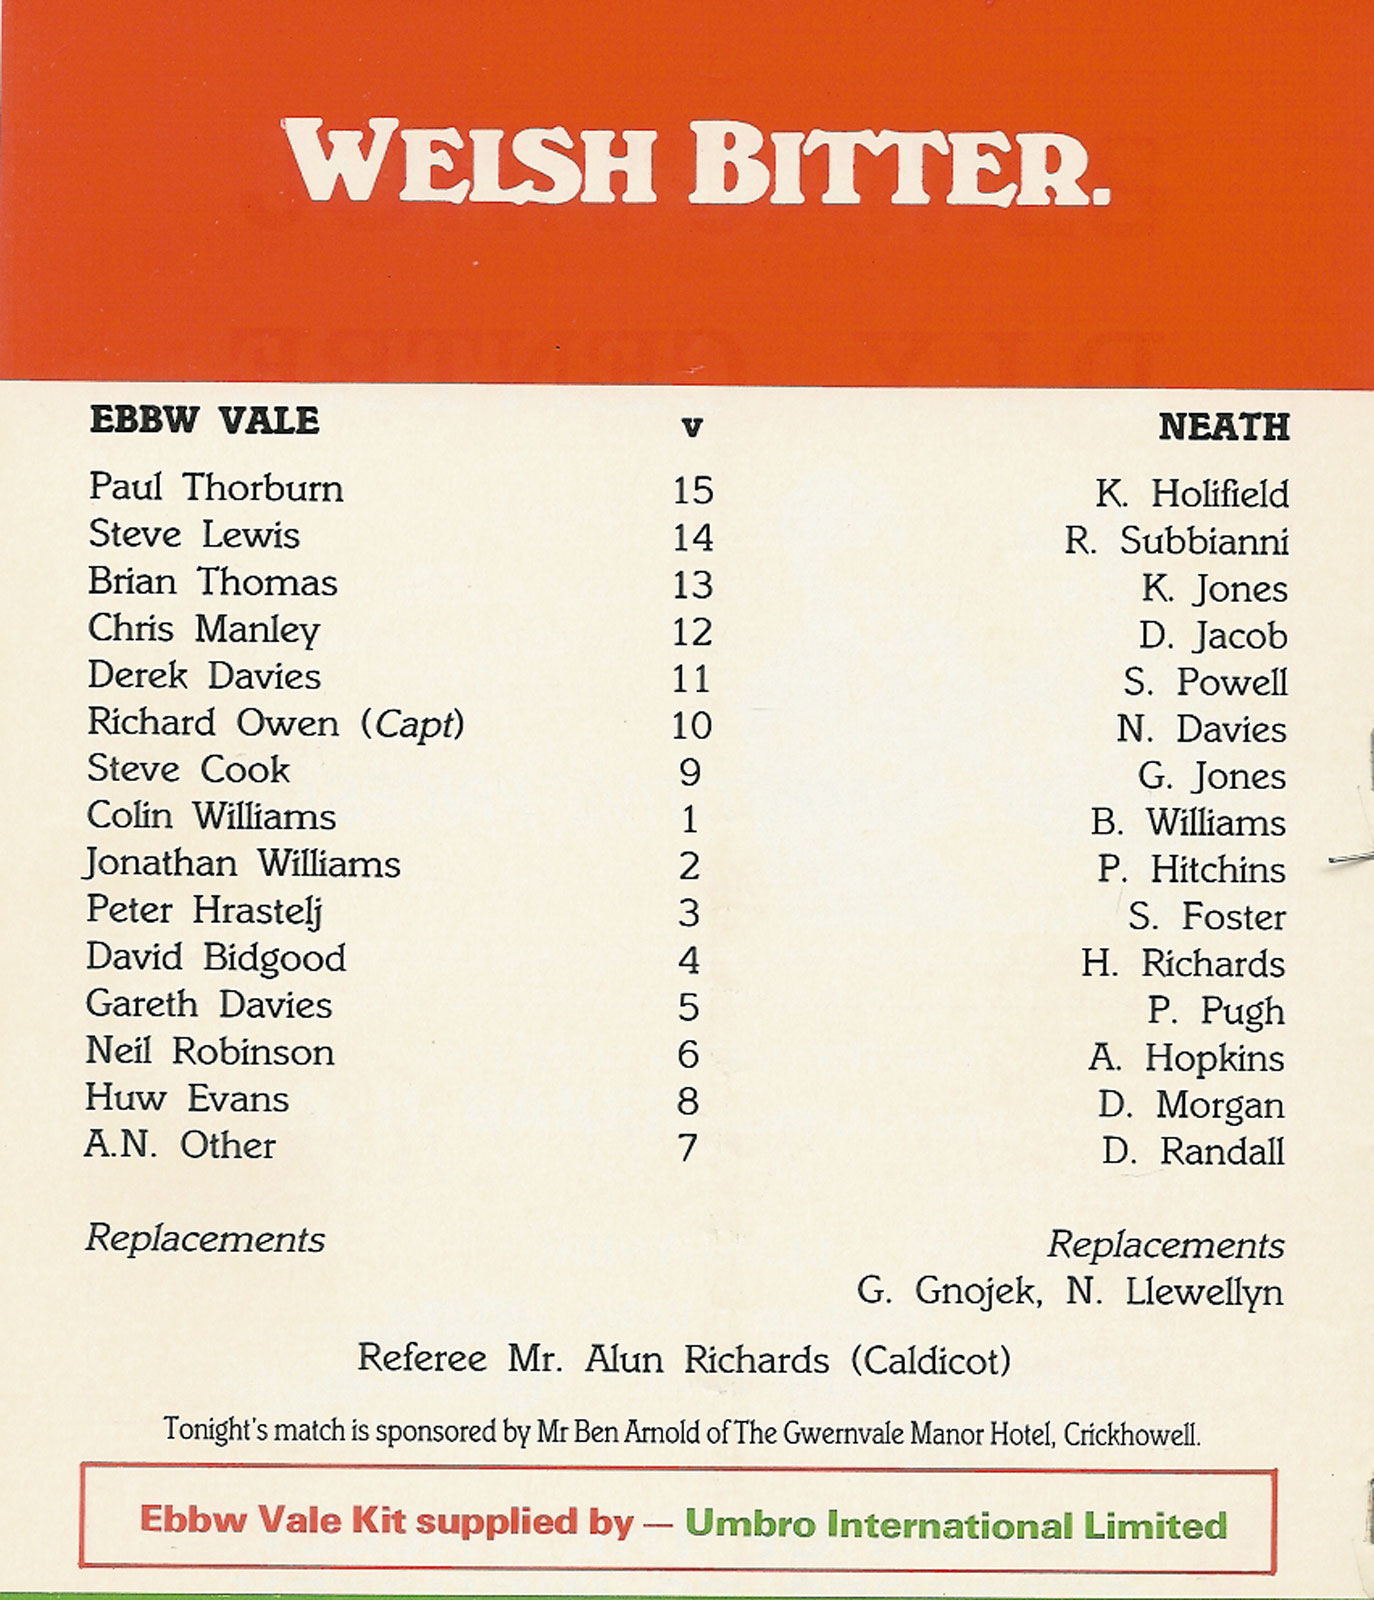 WELSH BITTER.
EBBW VALE v NEATH
Paul Thorburn 15 K. Holifield
Steve Lewis 14 R. Subbianni
Brian Thomas 13 K. Jones
Chris Manley 12 D. Jacob
Derek Davies 11 S. Powell
Richard Owen (Capt) 10 N. Davies
Steve Cook 9 G. Jones
Colin Williams 1 B. Williams
Jonathan Williams 2 P. Hitchins
Peter Hrastelj 3 S. Foster
David Bidgood 4 H. Richards
Gareth Davies 5 P. Pugh
Neil Robinson 6 A. Hopkins
Huw Evans 8 D. Morgan
A.N. Other 7 D. Randall
Replacements Replacements
G. Gnojek, N. Llewellyn
Referee Mr. Alun Richards (Caldicot)
Tonight's match is sponsored by Mr Ben Arnold of The Gwernvale Manor Hotel, Crickhowell.
Ebbw Vale Kit supplied by — Umbro International Limited